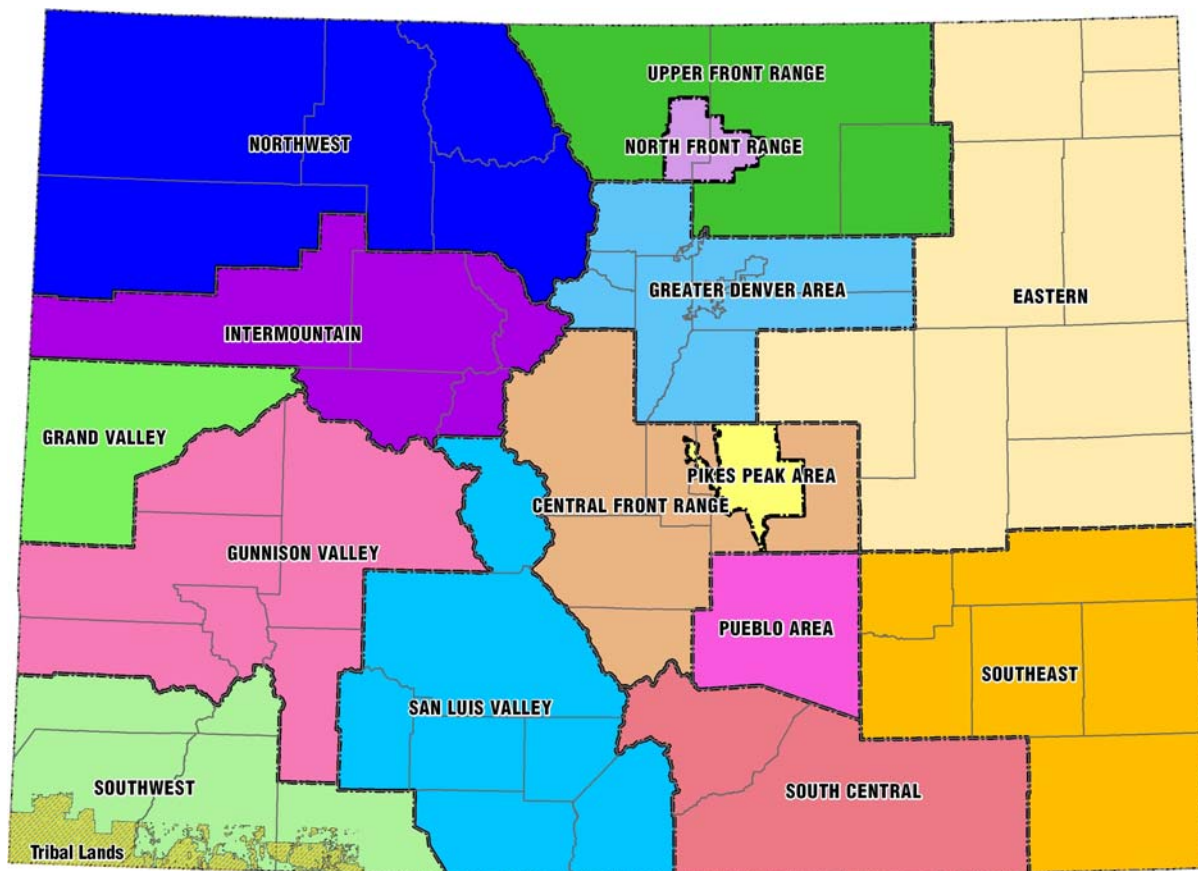 UPPER FRONT RANGE
NORTHWEST
NORTH FRONT RANGE
GREATER DENVER AREA
EASTERN
INTERMOUNTAIN
GRAND VALLEY
PIKES PEAK AREA
CENTRAL FRONT RANGE
GUNNISON VALLEY
PUEBLO AREA
SOUTHEAST
SAN LUIS VALLEY
SOUTHWEST
SOUTH CENTRAL
Tribal Lands